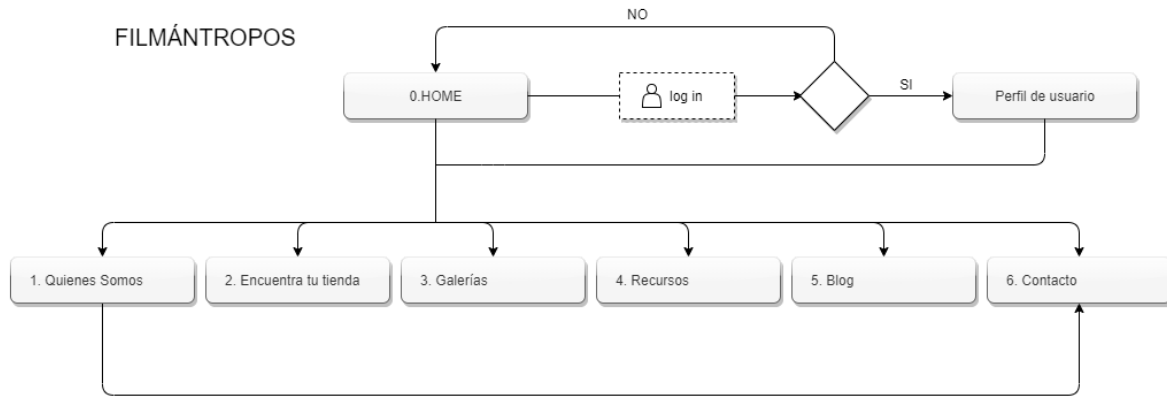 NO
FILMÁNTROPOS
0.HOME
log in
SI
Perfil de usuario
1. Quienes Somos
2. Encuentra tu tienda
3. Galerías
4. Recursos
5. Blog
6. Contacto